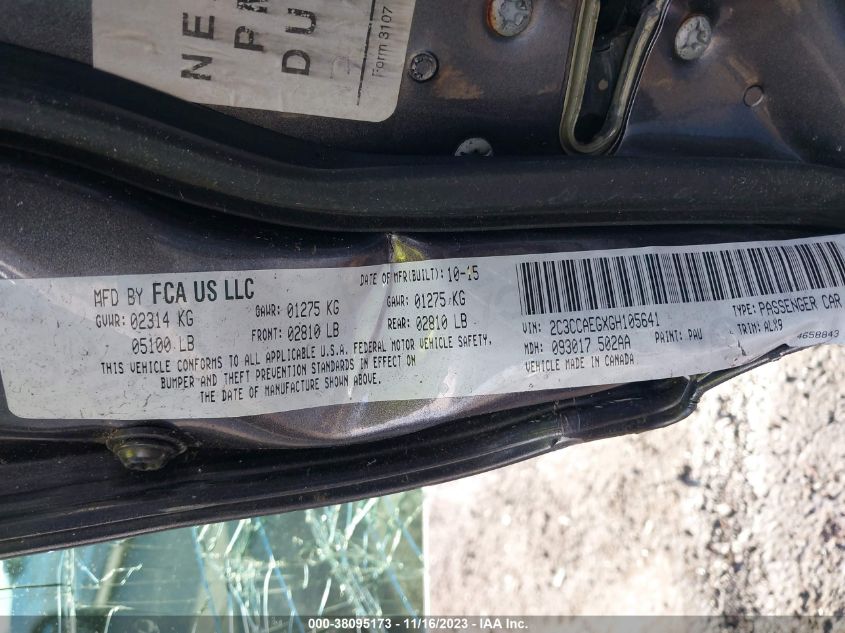 NE
PN
DU
Form 3107
MFD BY FCA US LLC
DATE OF MFR(BUILT): 10-15
GVWR: 02314 KG
GAWR: 01275 KG
GAWR: 01275 KG
05100 LB
FRONT: 02810 LB
REAR: 02810 LB
THIS VEHICLE CONFORMS TO ALL APPLICABLE U.S.A. FEDERAL MOTOR VEHICLE SAFETY,
BUMPER AND THEFT PREVENTION STANDARDS IN EFFECT ON
THE DATE OF MANUFACTURE SHOWN ABOVE.
VIN: 2C3CCAEGXGH105641
TYPE: PASSENGER CAR
MDH: 093017 502AA
PAINT: PAU
TRIM: ALX9
VEHICLE MADE IN CANADA
4658843
000-38095173 - 11/16/2023 - IAA Inc.